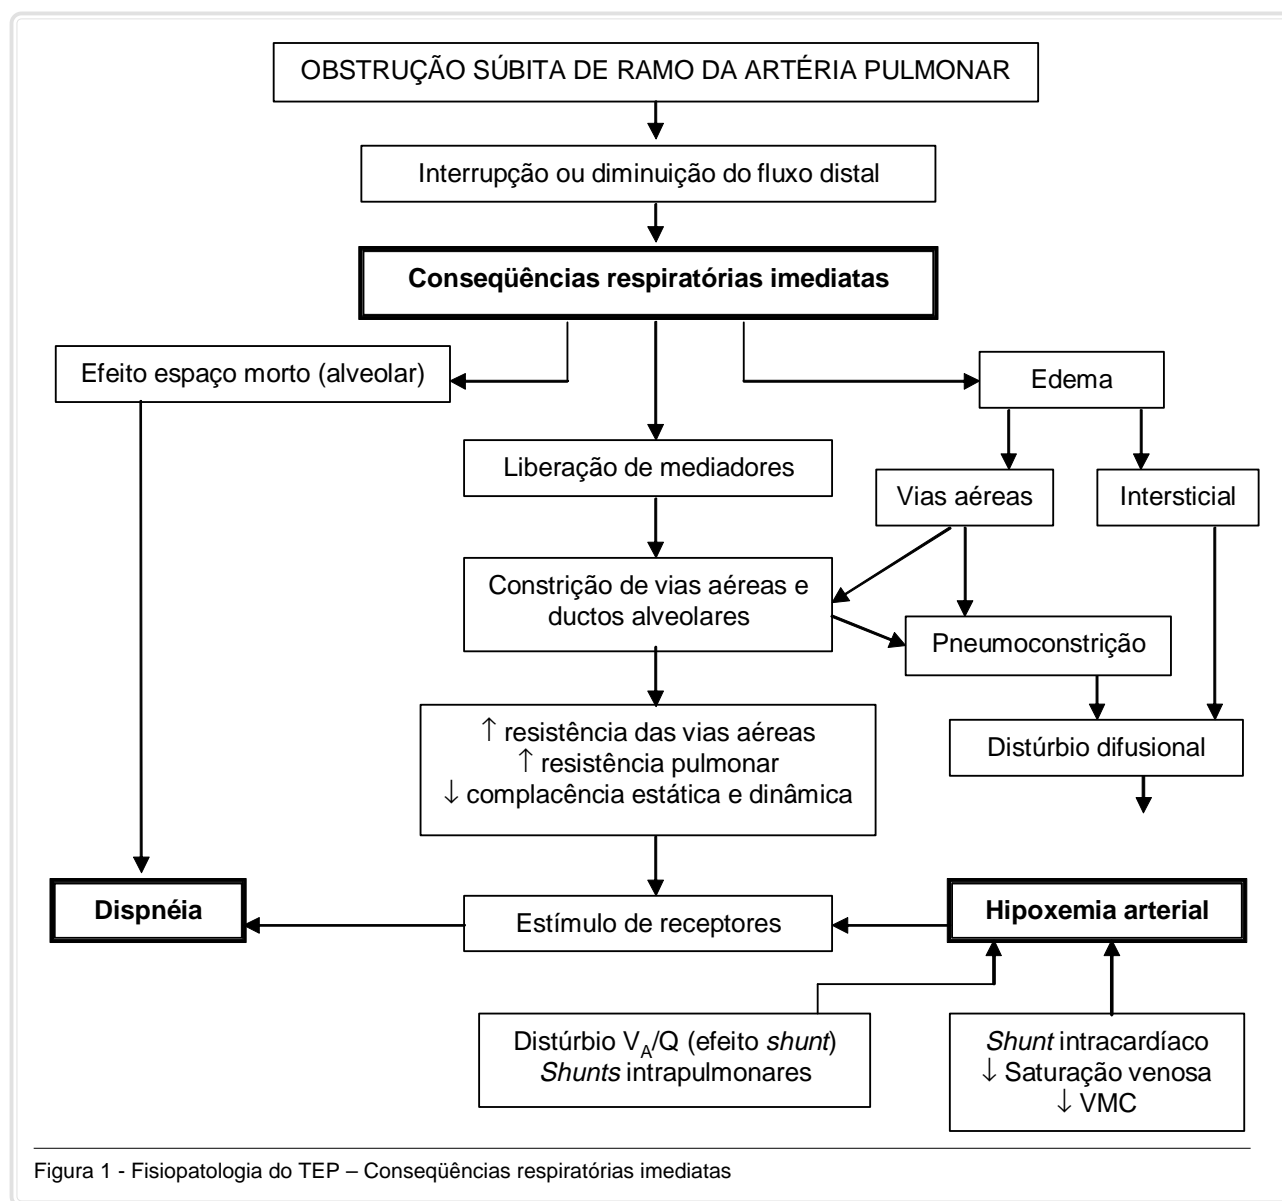 OBSTRUÇÃO SÚBITA DE RAMO DA ARTÉRIA PULMONAR
Interrupção ou diminuição do fluxo distal
Conseqüências respiratórias imediatas
Efeito espaço morto (alveolar)
Edema
Liberação de mediadores
Vias aéreas
Intersticial
Constrição de vias aéreas e
ductos alveolares
Pneumoconstrição
↑ resistência das vias aéreas
↑ resistência pulmonar
↓ complacência estática e dinâmica
Distúrbio difusional
Dispnéia
Estímulo de receptores
Hipoxemia arterial
Distúrbio VA/Q (efeito shunt)
Shunts intrapulmonares
Shunt intracardíaco
↓ Saturação venosa
↓ VMC
Figura 1 - Fisiopatologia do TEP – Conseqüências respiratórias imediatas